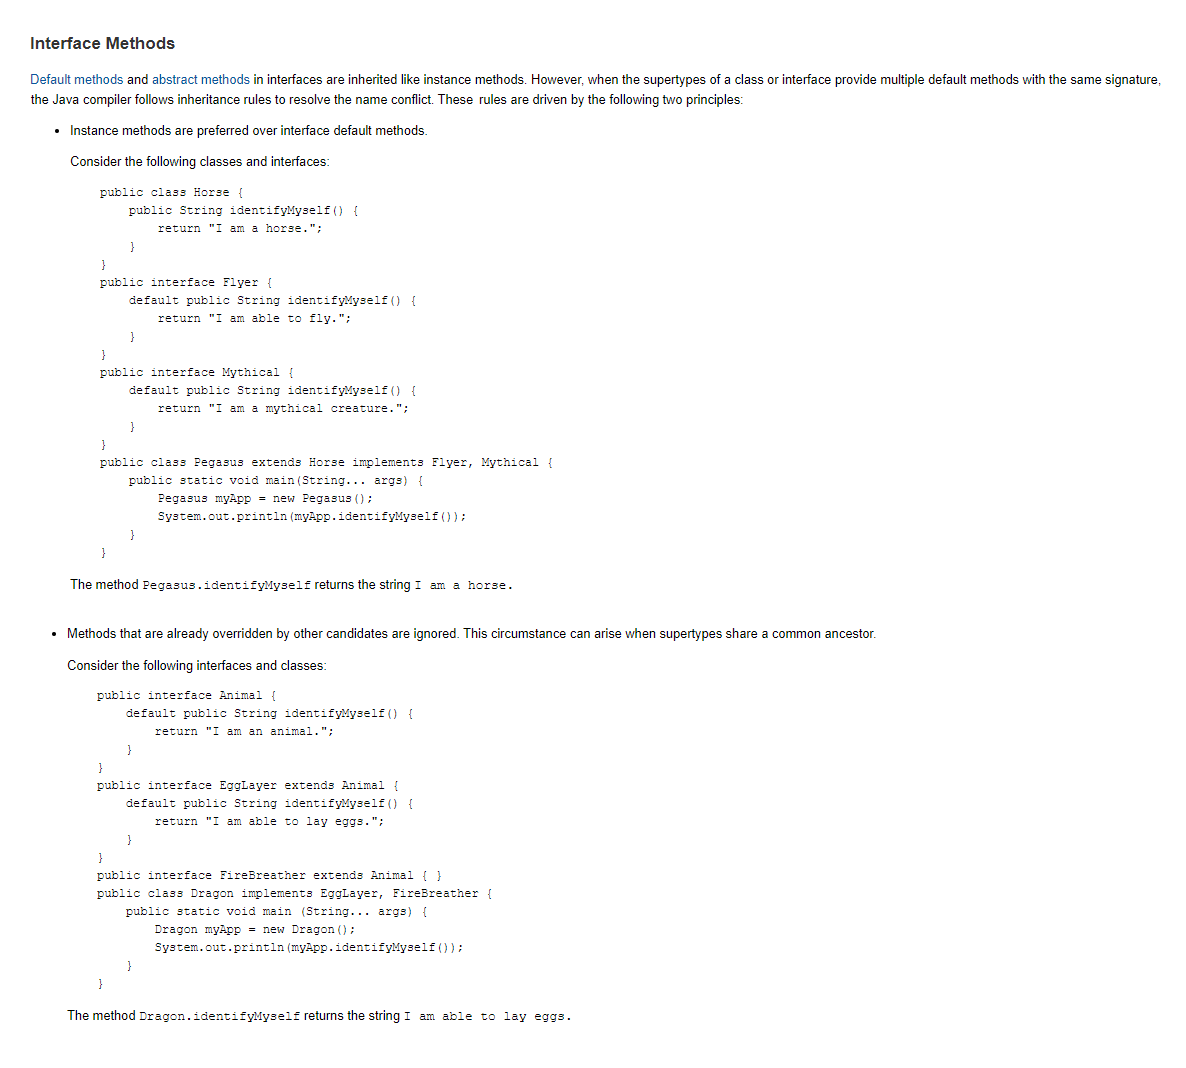 Interface Methods
Default methods and abstract methods in interfaces are inherited like instance methods. However, when the supertypes of a class or interface provide multiple default methods with the same signature,
the Java compiler follows inheritance rules to resolve the name conflict. These rules are driven by the following two principles:
• Instance methods are preferred over interface default methods.
Consider the following classes and interfaces:
public class Horse {
    public String identifyMyself() {
        return "I am a horse.";
    }
}
public interface Flyer {
    default public String identifyMyself() {
        return "I am able to fly.";
    }
}
public interface Mythical {
    default public String identifyMyself() {
        return "I am a mythical creature.";
    }
}
public class Pegasus extends Horse implements Flyer, Mythical {
    public static void main(String... args) {
        Pegasus myApp = new Pegasus();
        System.out.println(myApp.identifyMyself());
    }
}
The method Pegasus.identifyMyself returns the string I am a horse.
• Methods that are already overridden by other candidates are ignored. This circumstance can arise when supertypes share a common ancestor.
Consider the following interfaces and classes:
public interface Animal {
    default public String identifyMyself() {
        return "I am an animal.";
    }
}
public interface EggLayer extends Animal {
    default public String identifyMyself() {
        return "I am able to lay eggs.";
    }
}
public interface FireBreather extends Animal { }
public class Dragon implements EggLayer, FireBreather {
    public static void main (String... args) {
        Dragon myApp = new Dragon();
        System.out.println(myApp.identifyMyself());
    }
}
The method Dragon.identifyMyself returns the string I am able to lay eggs.